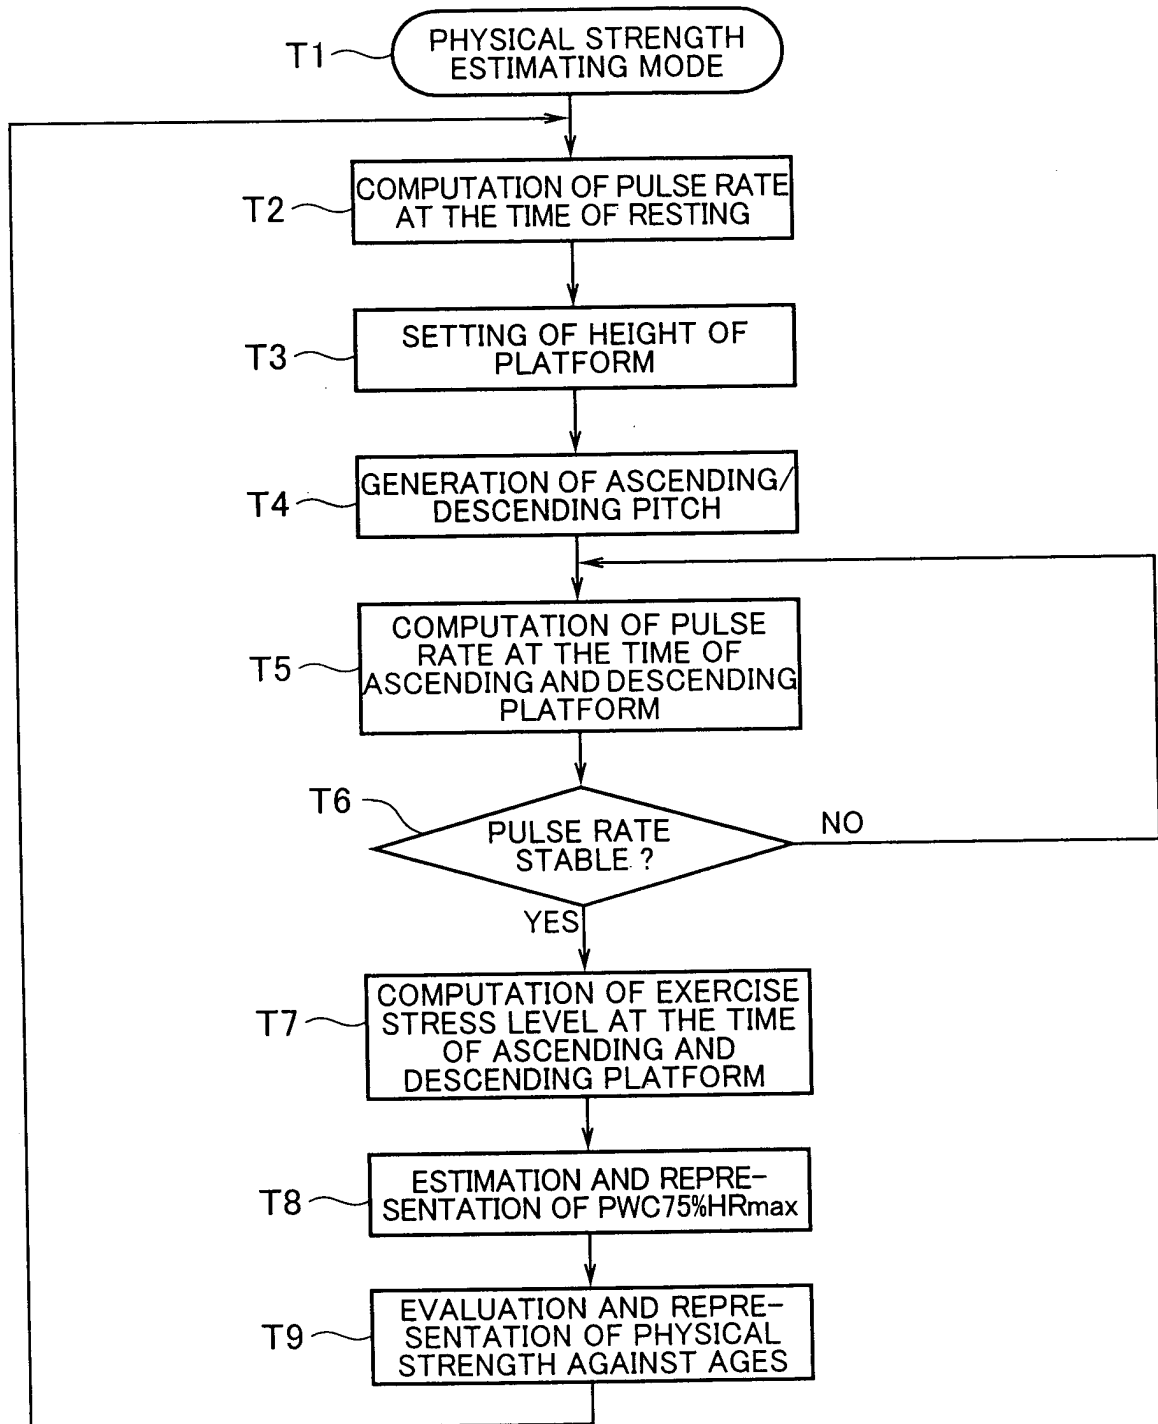 T1
PHYSICAL STRENGTH
ESTIMATING MODE
T2
COMPUTATION OF PULSE RATE
AT THE TIME OF RESTING
T3
SETTING OF HEIGHT OF
PLATFORM
T4
GENERATION OF ASCENDING/
DESCENDING PITCH
T5
COMPUTATION OF PULSE
RATE AT THE TIME OF
ASCENDING AND DESCENDING
PLATFORM
T6
PULSE RATE
STABLE ?
NO
YES
T7
COMPUTATION OF EXERCISE
STRESS LEVEL AT THE TIME
OF ASCENDING AND
DESCENDING PLATFORM
T8
ESTIMATION AND REPRE-
SENTATION OF PWC75%HRmax
T9
EVALUATION AND REPRE-
SENTATION OF PHYSICAL
STRENGTH AGAINST AGES